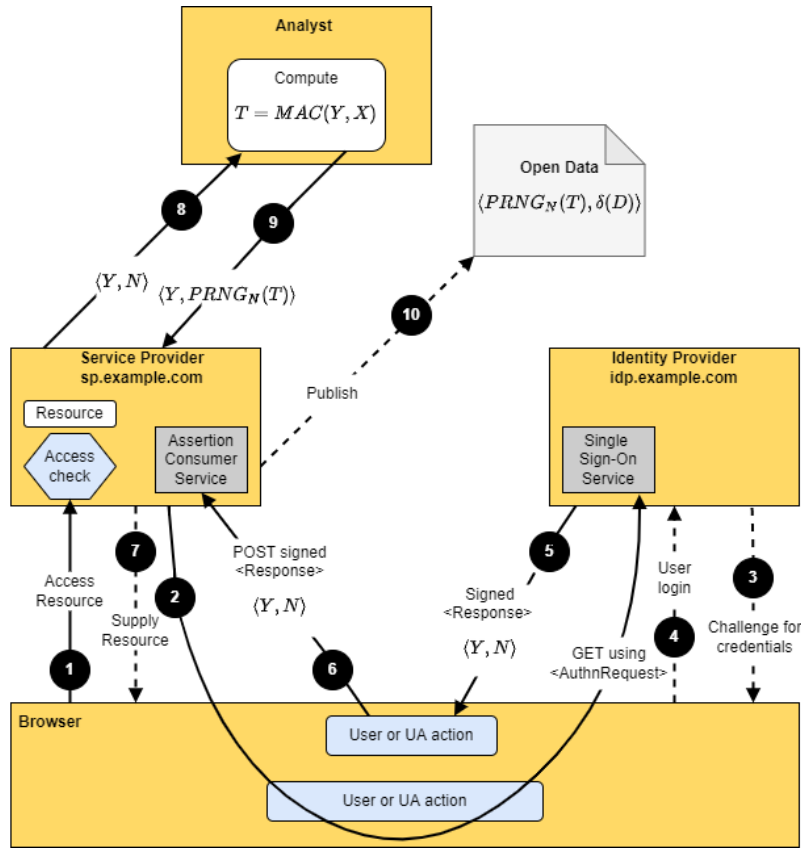 Analyst
Compute
T = MAC(Y, X)
Open Data
⟨PRNG_N(T), δ(D)⟩
8
9
⟨Y, N⟩
⟨Y, PRNG_N(T)⟩
10
Service Provider
sp.example.com
Identity Provider
idp.example.com
Publish
Resource
Access
check
Assertion
Consumer
Service
Single
Sign-On
Service
7
5
3
2
POST signed
<Response>
⟨Y, N⟩
Access
Resource
Supply
Resource
Signed
<Response>
⟨Y, N⟩
User
login
Challenge for
credentials
1
6
4
GET using
<AuthnRequest>
Browser
User or UA action
User or UA action